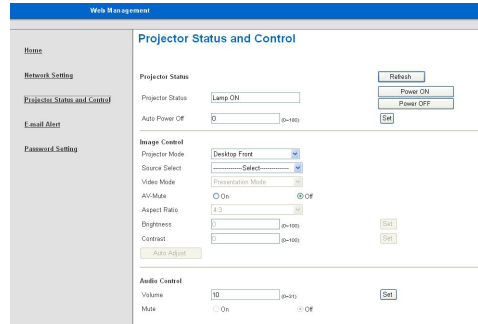 Web Management
Projector Status and Control
Home
Network Setting
Projector Status and Control
E-mail Alert
Password Setting
Projector Status
Refresh
Power ON
Projector Status Lamp ON
Power OFF
Auto Power Off 0 (0~100) Set
Image Control
Projector Mode Desktop Front
Source Select --------------Select--------------
Video Mode Presentation Mode
AV-Mute On Off
Aspect Ratio 4:3
Brightness 0 (0~100) Set
Contrast 0 (0~100) Set
Auto Adjust
Audio Control
Volume 10 (0~31) Set
Mute On Off